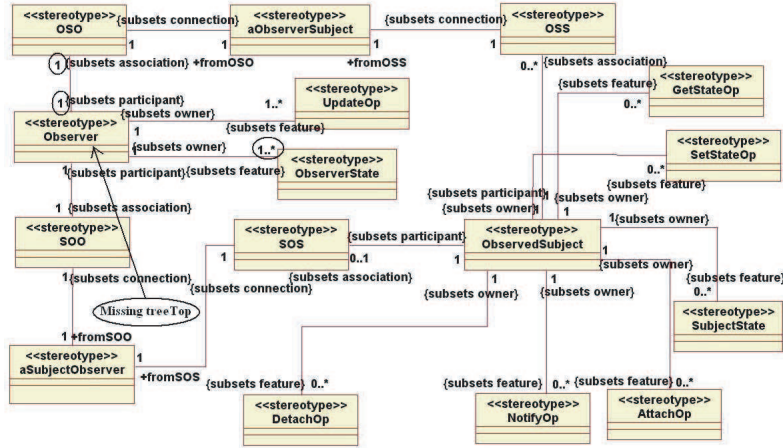 <<stereotype>>
OSO
{subsets connection}
1
1
<<stereotype>>
aObserverSubject
{subsets connection}
1
1
<<stereotype>>
OSS
1
{subsets association}
+fromOSO
+fromOSS
0..*
{subsets association}
{subsets feature}
0..*
<<stereotype>>
GetStateOp
1
{subsets participant}
{subsets owner}
1
1..*
{subsets feature}
<<stereotype>>
UpdateOp
<<stereotype>>
Observer
1
{subsets owner}
1..*
{subsets feature}
<<stereotype>>
ObserverState
<<stereotype>>
SetStateOp
0..*
{subsets feature}
1
{subsets participant}
{subsets participant}
1
{subsets owner}
1
1
1
{subsets association}
<<stereotype>>
SOO
<<stereotype>>
SOS
1
{subsets participant}
0..1
{subsets association}
<<stereotype>>
ObservedSubject
1
{subsets owner}
1
{subsets owner}
1
{subsets owner}
1
{subsets owner}
1
{subsets connection}
{subsets connection}
Missing treeTop
{subsets feature}
0..*
<<stereotype>>
SubjectState
1
+fromSOO
<<stereotype>>
aSubjectObserver
1
+fromSOS
{subsets feature}
0..*
<<stereotype>>
DetachOp
{subsets feature}
0..*
<<stereotype>>
NotifyOp
{subsets feature}
0..*
<<stereotype>>
AttachOp